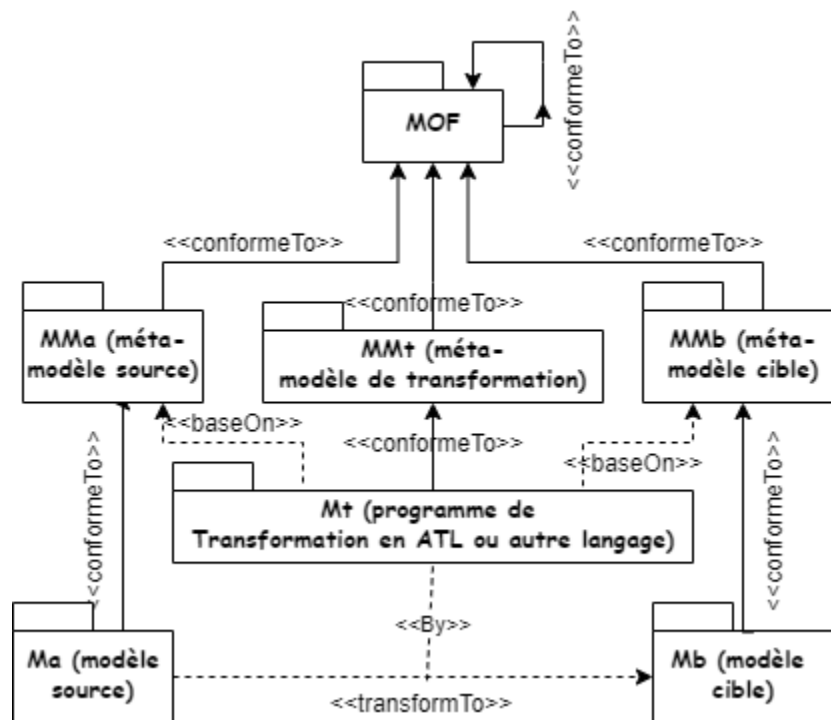 MOF
<<conformeTo>>
<<conformeTo>>
<<conformeTo>>
<<conformeTo>>
MMa (méta-
modèle source)
MMt (méta-
modèle de transformation)
MMb (méta-
modèle cible)
<<baseOn>>
<<conformeTo>>
<<baseOn>>
<<conformeTo>>
<<conformeTo>>
Mt (programme de
Transformation en ATL ou autre langage)
<<By>>
Ma (modèle
source)
Mb (modèle
cible)
<<transformTo>>